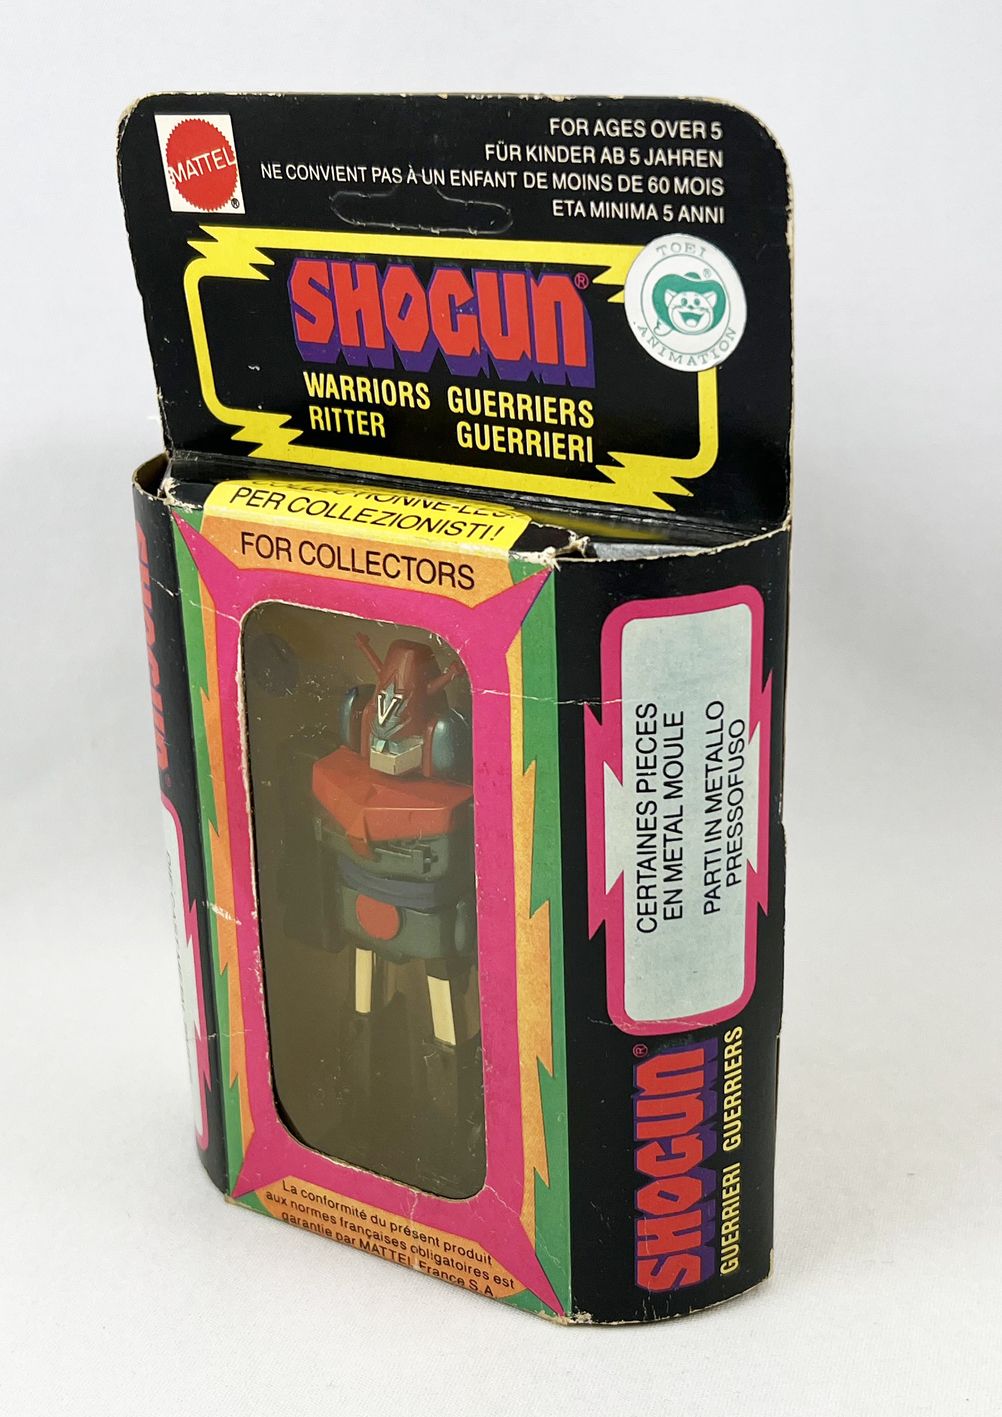 MATTEL®
FOR AGES OVER 5
FÜR KINDER AB 5 JAHREN
NE CONVIENT PAS À UN ENFANT DE MOINS DE 60 MOIS
ETA MINIMA 5 ANNI
TOEI ®
ANIMATION
SHOGUN®
WARRIORS GUERRIERS
RITTER GUERRIERI
PER COLLEZIONISTI!
FOR COLLECTORS
V
La conformité du présent produit
aux normes françaises obligatoires est
garantie par MATTEL France S.A.
CERTAINES PIECES
EN METAL MOULE
PARTI IN METALLO
PRESSOFUSO
SHOGUN®
GUERRIERI GUERRIERS
SHOGUN®